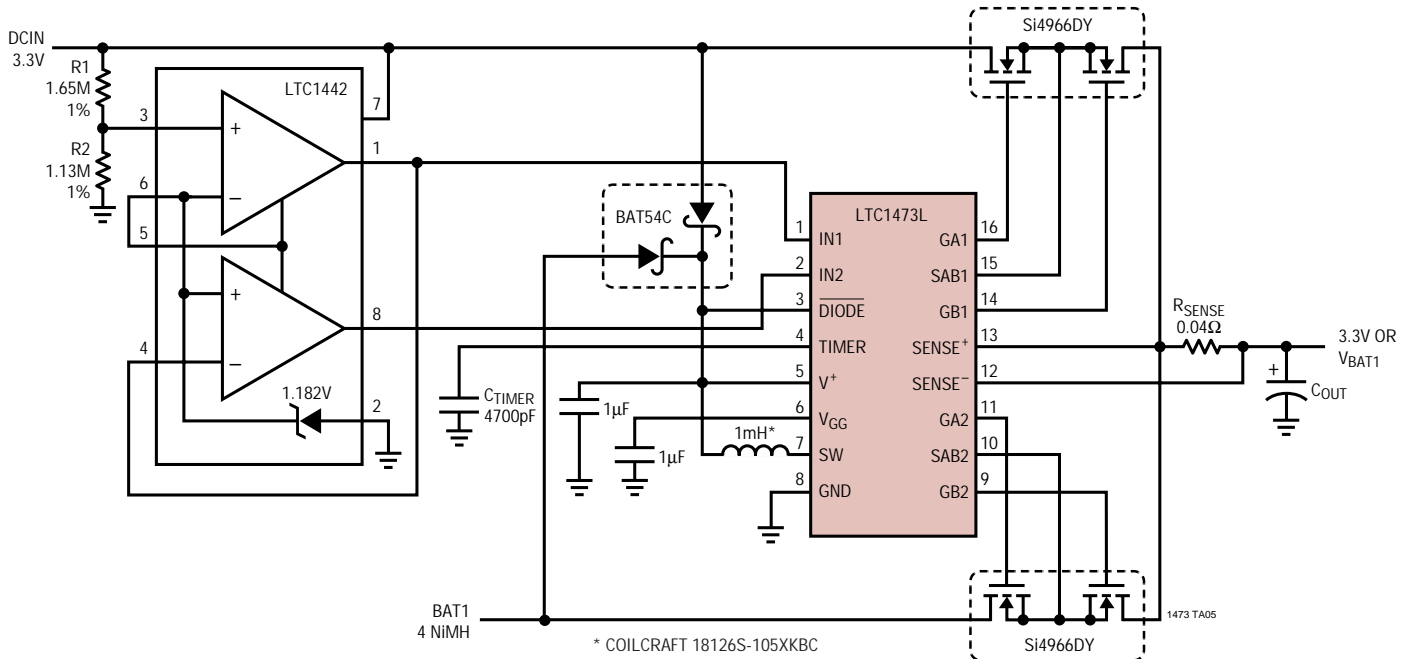 Si4966DY
DCIN
3.3V
R1
1.65M
1%
LTC1442
7
3
+
1
R2
1.13M
1%
6
−
5
+
8
4
−
1.182V
2
BAT54C
LTC1473L
1 IN1 GA1 16
2 IN2 SAB1 15
3 DIODE GB1 14
4 TIMER SENSE+ 13
5 V+ SENSE− 12
6 VGG GA2 11
7 SW SAB2 10
8 GND GB2 9
RSENSE
0.04Ω
3.3V OR
VBAT1
+
COUT
CTIMER
4700pF
1µF
1µF
1mH*
BAT1
4 NiMH
1473 TA05
Si4966DY
* COILCRAFT 18126S-105XKBC